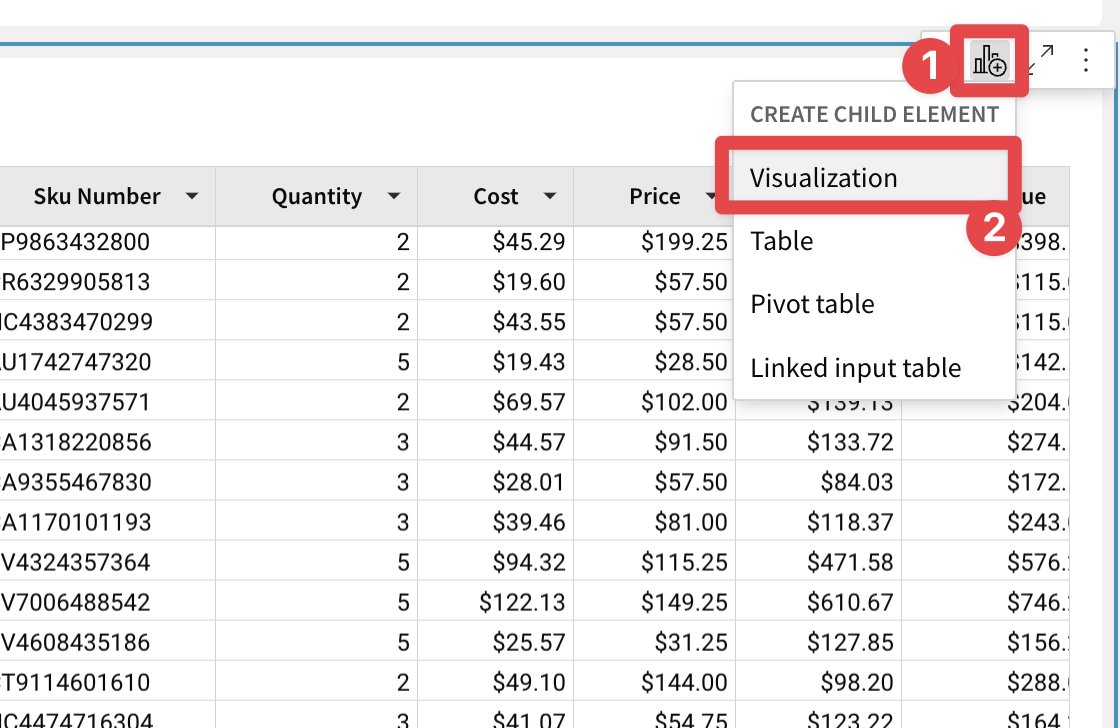 1
CREATE CHILD ELEMENT
Visualization
2
Table
Pivot table
Linked input table
Sku Number Quantity Cost Price ue
P9863432800 2 $45.29 $199.25 $398.
R6329905813 2 $19.60 $57.50 $115.
C4383470299 2 $43.55 $57.50 $115.
U1742747320 5 $19.43 $28.50 $142.
U4045937571 2 $69.57 $102.00 $139.13 $204.
A1318220856 3 $44.57 $91.50 $133.72 $274.
A9355467830 3 $28.01 $57.50 $84.03 $172.
A1170101193 3 $39.46 $81.00 $118.37 $243.
V4324357364 5 $94.32 $115.25 $471.58 $576.
V7006488542 5 $122.13 $149.25 $610.67 $746.
V4608435186 5 $25.57 $31.25 $127.85 $156.
T9114601610 2 $49.10 $144.00 $98.20 $288.
C4474716304 3 $41.07 $54.75 $123.22 $164.